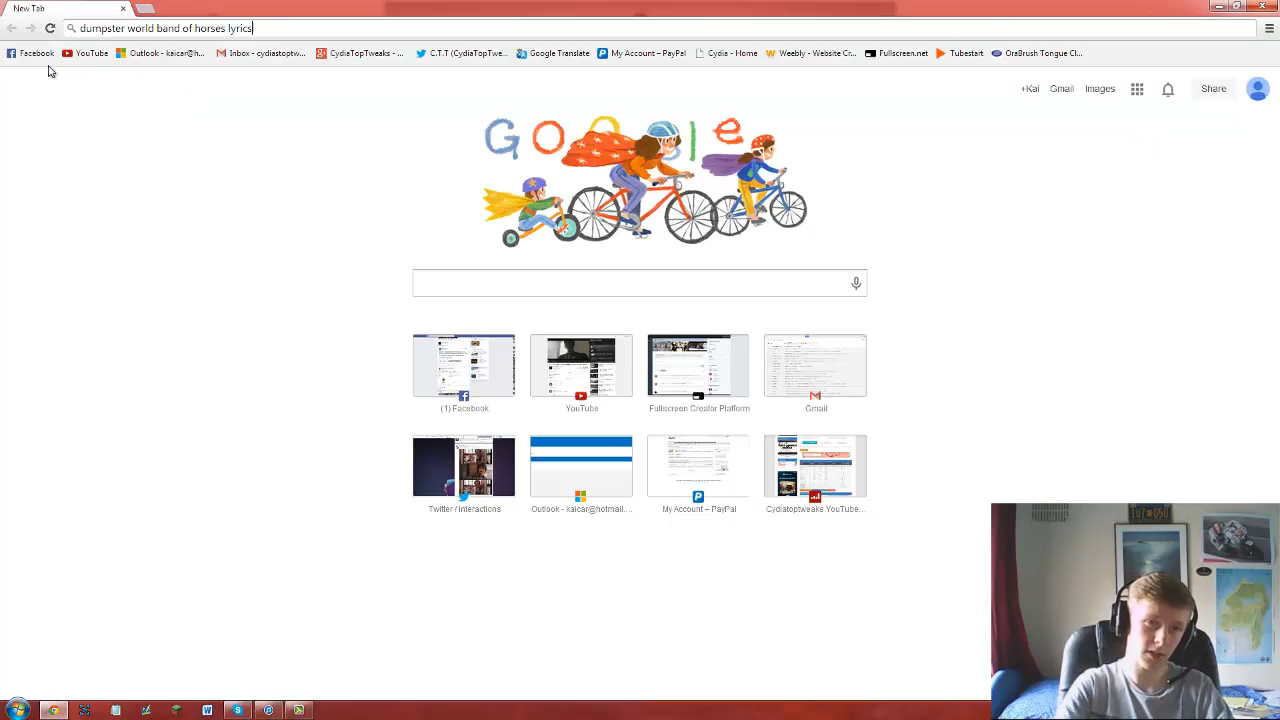 New Tab
dumpster world band of horses lyrics
Facebook YouTube Outlook - kaicar@h... Inbox - cydiastoptw... CydiaTopTweaks - ... C.T.T (CydiaTopTwe... Google Translate My Account – PayPal Cydia - Home Weebly - Website Cr... Fullscreen.net Tubestart OraBrush Tongue Cl...
+Kai Gmail Images Share
Google
(1) Facebook YouTube Fullscreen Creator Platform Gmail
Twitter / Interactions Outlook - kaicar@hotmail.... My Account – PayPal Cydiatoptweaks YouTube...